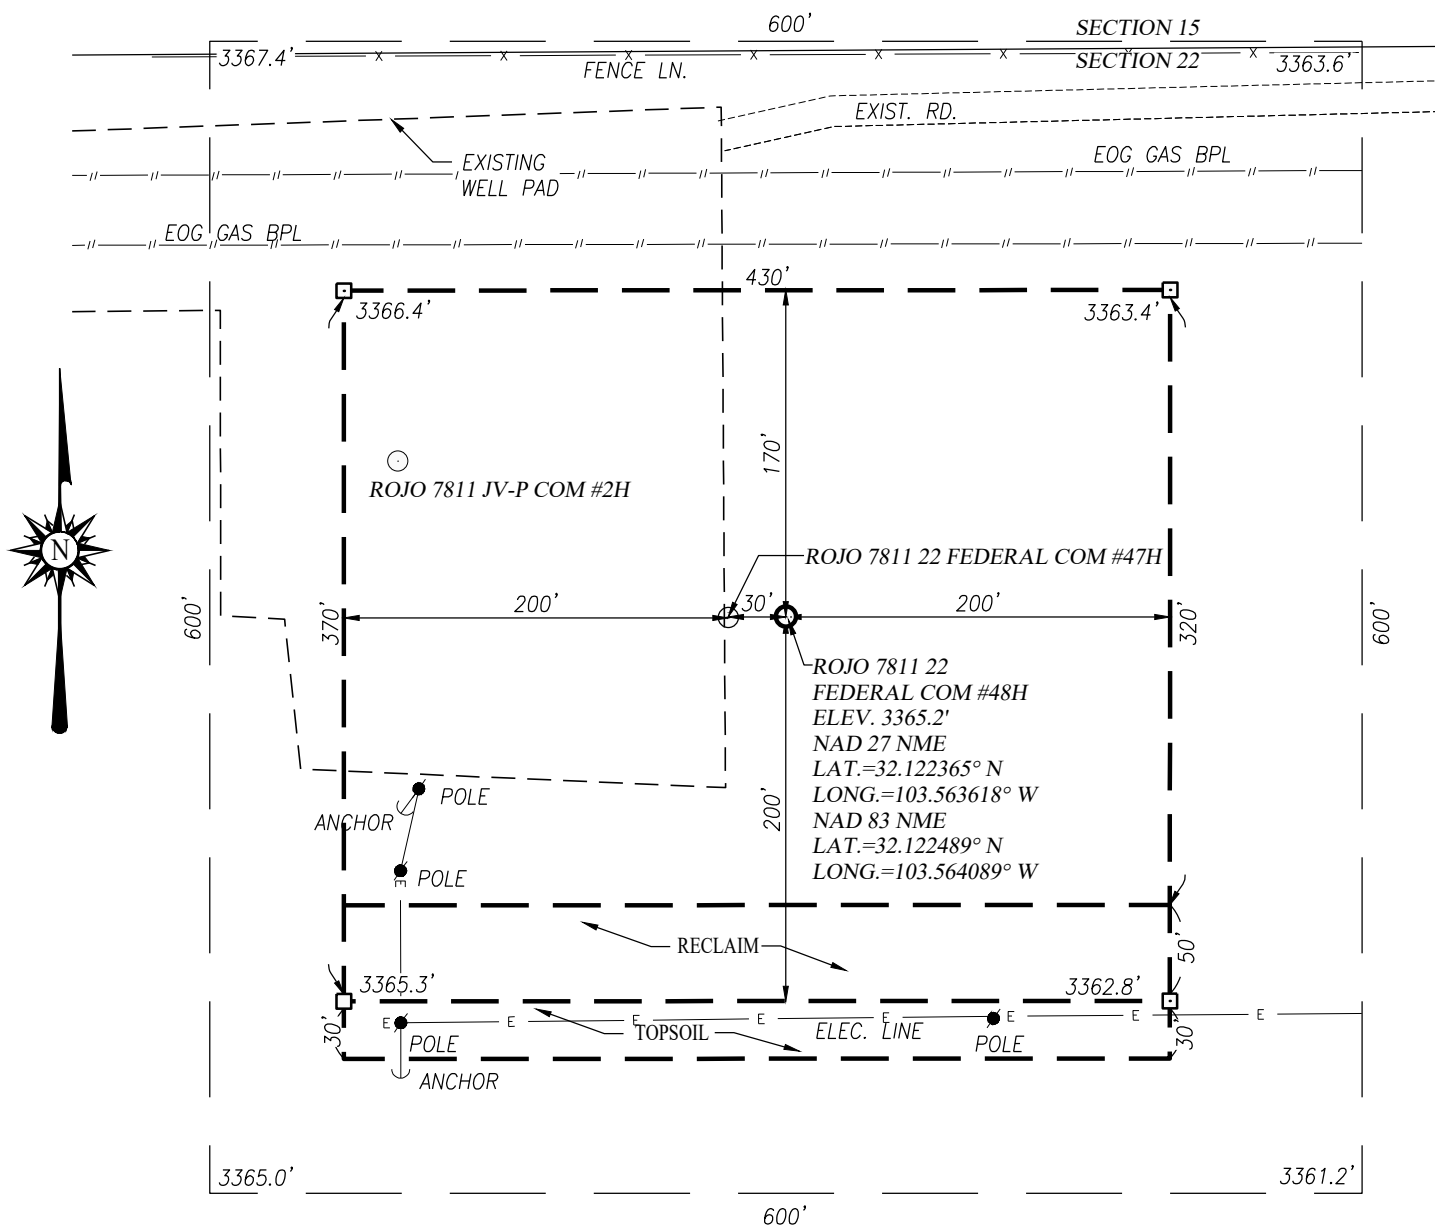 600'
SECTION 15
3367.4'
FENCE LN.
SECTION 22
3363.6'
EXIST. RD.
EXISTING
WELL PAD
EOG GAS BPL
EOG GAS BPL
430'
3366.4'
3363.4'
170'
ROJO 7811 JV-P COM #2H
N
ROJO 7811 22 FEDERAL COM #47H
600'
370'
200'
30'
200'
320'
600'
ROJO 7811 22
FEDERAL COM #48H
ELEV. 3365.2'
NAD 27 NME
LAT.=32.122365° N
LONG.=103.563618° W
NAD 83 NME
LAT.=32.122489° N
LONG.=103.564089° W
200'
POLE
ANCHOR
POLE
E
RECLAIM
50'
3365.3'
3362.8'
30'
E E E E E E E E
TOPSOIL
ELEC. LINE
30'
POLE
POLE
ANCHOR
3365.0'
3361.2'
600'